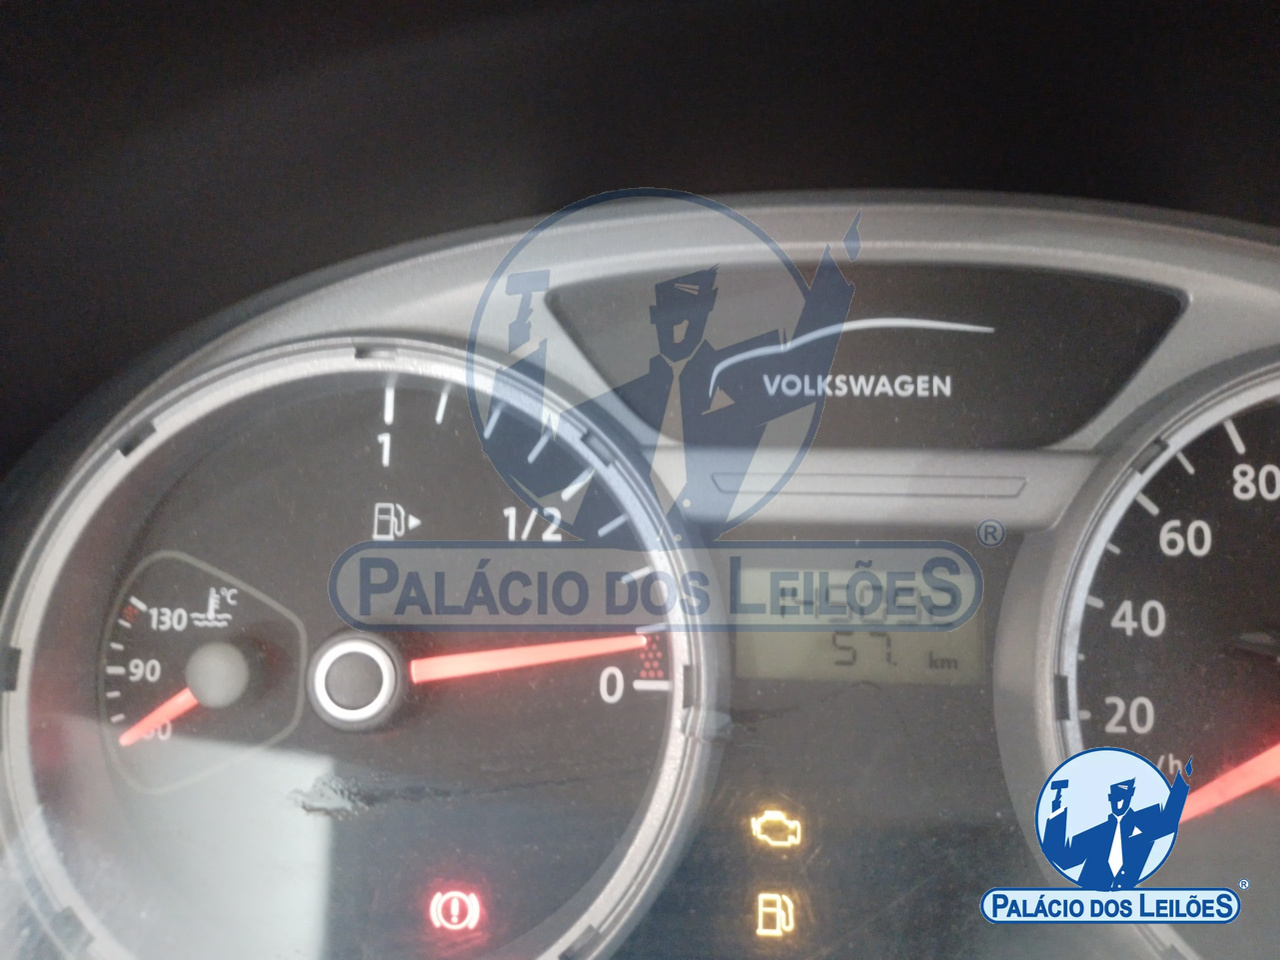 VOLKSWAGEN
1
1/2
0
°C
130
90
57.
km
80
60
40
20
/h
PALÁCIO DOS LEILÕES ®
PALÁCIO DOS LEILÕES ®